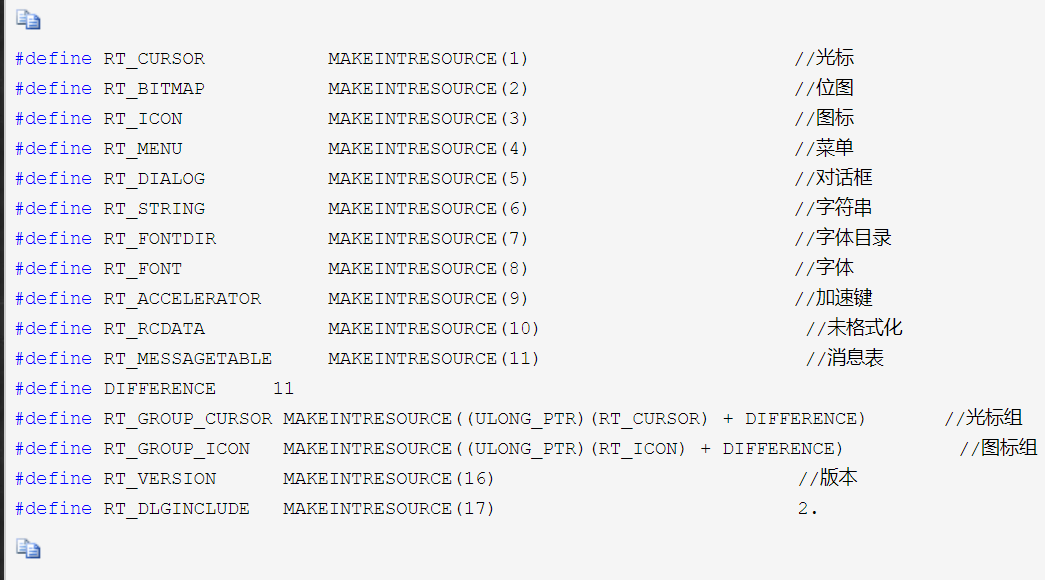 #define RT_CURSOR MAKEINTRESOURCE(1) //光标
#define RT_BITMAP MAKEINTRESOURCE(2) //位图
#define RT_ICON MAKEINTRESOURCE(3) //图标
#define RT_MENU MAKEINTRESOURCE(4) //菜单
#define RT_DIALOG MAKEINTRESOURCE(5) //对话框
#define RT_STRING MAKEINTRESOURCE(6) //字符串
#define RT_FONTDIR MAKEINTRESOURCE(7) //字体目录
#define RT_FONT MAKEINTRESOURCE(8) //字体
#define RT_ACCELERATOR MAKEINTRESOURCE(9) //加速键
#define RT_RCDATA MAKEINTRESOURCE(10) //未格式化
#define RT_MESSAGETABLE MAKEINTRESOURCE(11) //消息表
#define DIFFERENCE 11
#define RT_GROUP_CURSOR MAKEINTRESOURCE((ULONG_PTR)(RT_CURSOR) + DIFFERENCE) //光标组
#define RT_GROUP_ICON MAKEINTRESOURCE((ULONG_PTR)(RT_ICON) + DIFFERENCE) //图标组
#define RT_VERSION MAKEINTRESOURCE(16) //版本
#define RT_DLGINCLUDE MAKEINTRESOURCE(17) 2.